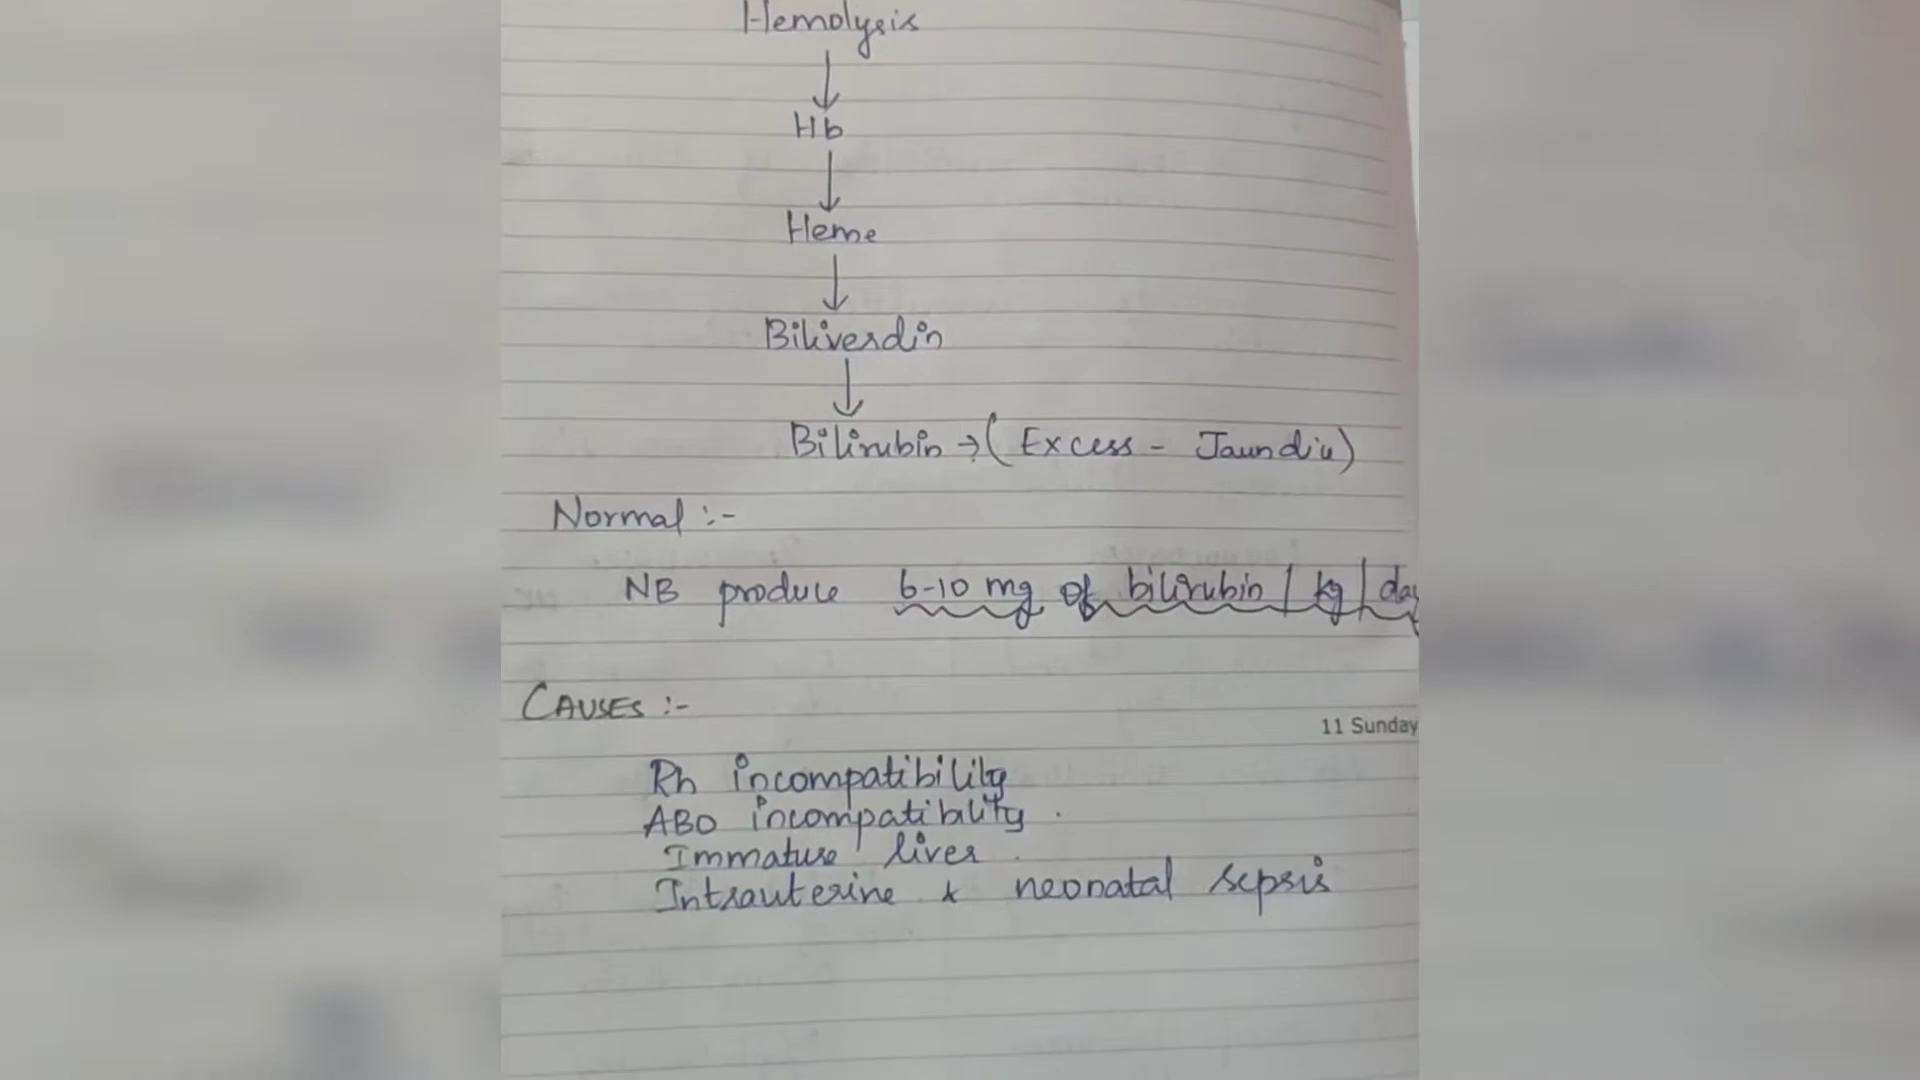 Hemolysis
↓
Hb
↓
Heme
↓
Biliverdin
↓
Bilirubin → (Excess - Jaundice)
Normal :-
NB produce 6-10 mg of bilirubin / kg / day
CAUSES :-
11 Sunday
Rh incompatibility
ABO incompatibility.
Immature liver.
Intrauterine & neonatal sepsis